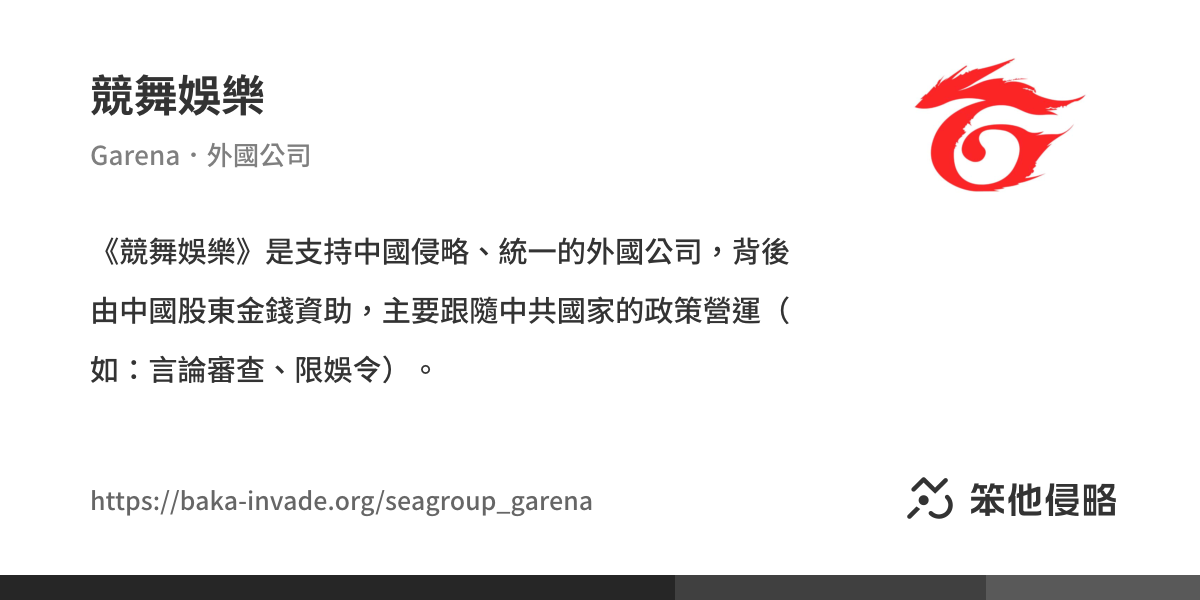 競舞娛樂
Garena・外國公司
《競舞娛樂》是支持中國侵略、統一的外國公司，背後
由中國股東金錢資助，主要跟隨中共國家的政策營運（
如：言論審查、限娛令）。
https://baka-invade.org/seagroup_garena
笨他侵略